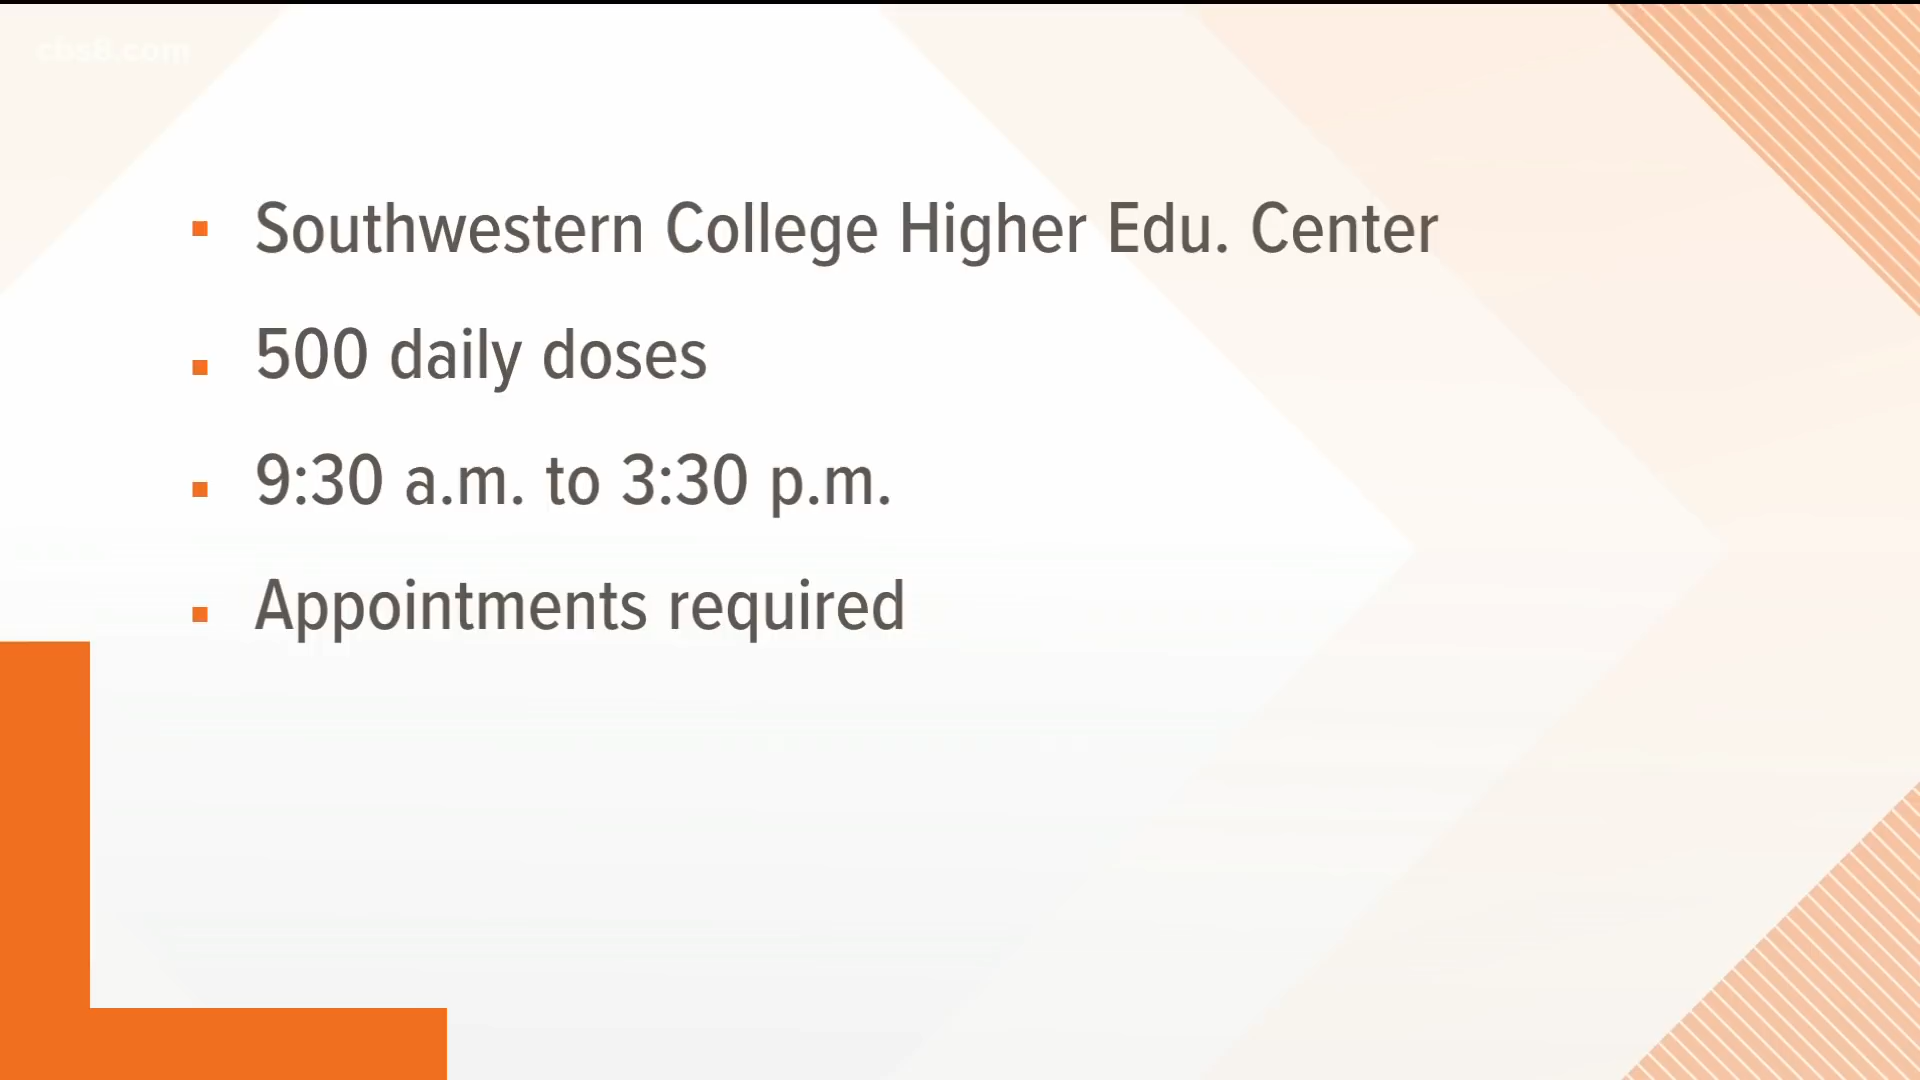 cbs8.com
Southwestern College Higher Edu. Center
500 daily doses
9:30 a.m. to 3:30 p.m.
Appointments required